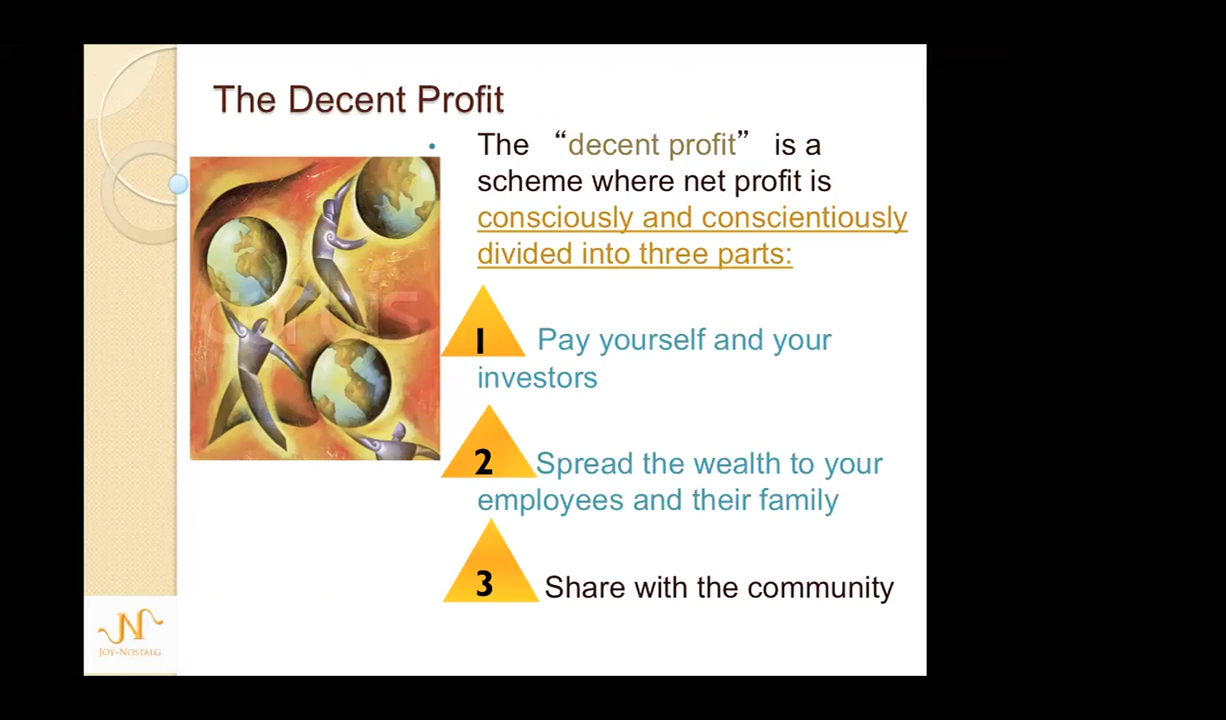 The Decent Profit
The “decent profit” is a
scheme where net profit is
consciously and conscientiously
divided into three parts:
1 Pay yourself and your
investors
2 Spread the wealth to your
employees and their family
3 Share with the community
corbis
N
JOY-NOSTALG